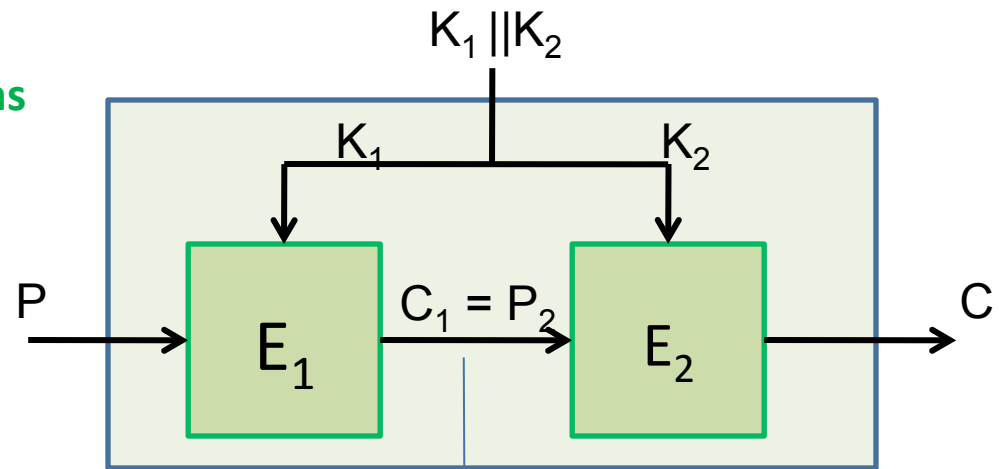 K₁ ||K₂
K₁
K₂
P
C₁ = P₂
C
E₁
E₂